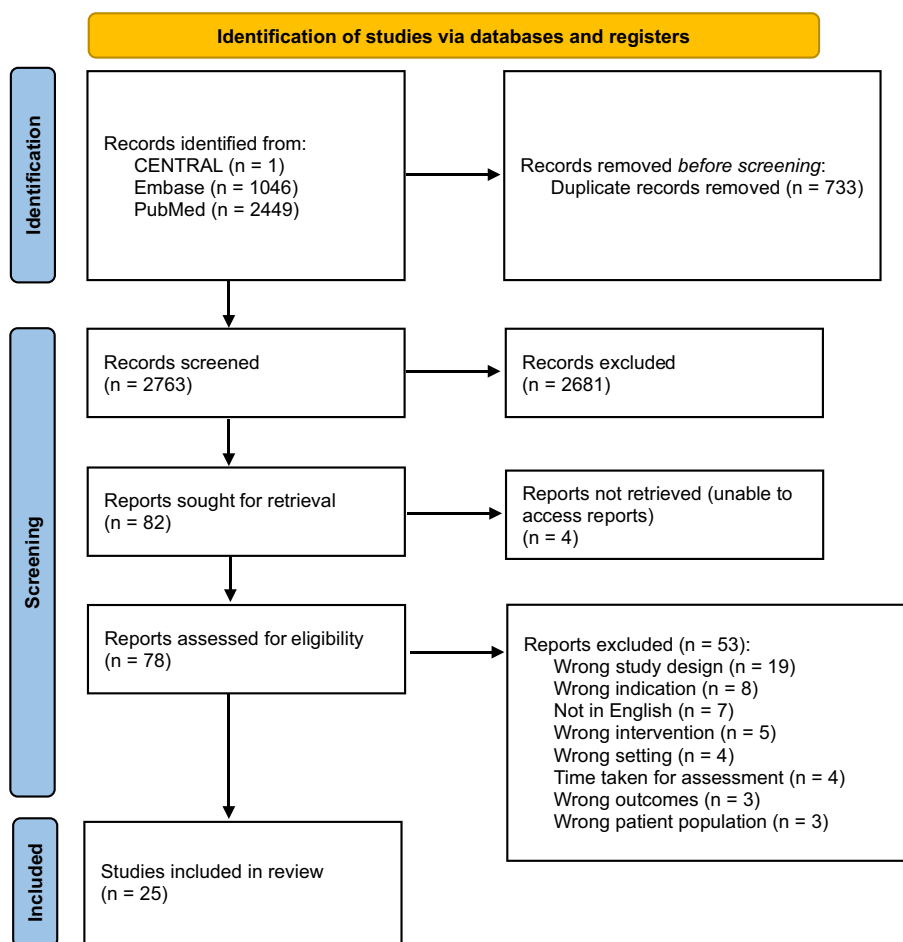 Identification of studies via databases and registers
Identification
Records identified from:
CENTRAL (n = 1)
Embase (n = 1046)
PubMed (n = 2449)
Records removed before screening:
Duplicate records removed (n = 733)
Screening
Records screened
(n = 2763)
Records excluded
(n = 2681)
Reports sought for retrieval
(n = 82)
Reports not retrieved (unable to
access reports)
(n = 4)
Reports assessed for eligibility
(n = 78)
Reports excluded (n = 53):
Wrong study design (n = 19)
Wrong indication (n = 8)
Not in English (n = 7)
Wrong intervention (n = 5)
Wrong setting (n = 4)
Time taken for assessment (n = 4)
Wrong outcomes (n = 3)
Wrong patient population (n = 3)
Included
Studies included in review
(n = 25)